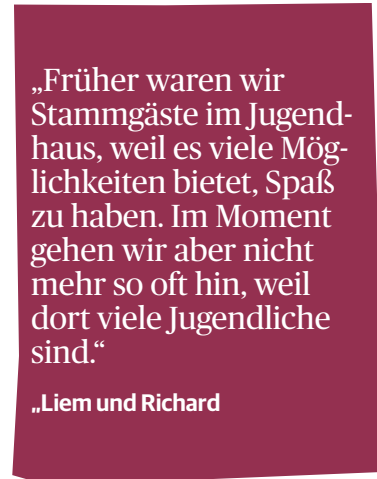 „Früher waren wir
Stammgäste im Jugend-
haus, weil es viele Mög-
lichkeiten bietet, Spaß
zu haben. Im Moment
gehen wir aber nicht
mehr so oft hin, weil
dort viele Jugendliche
sind.“
„Liem und Richard